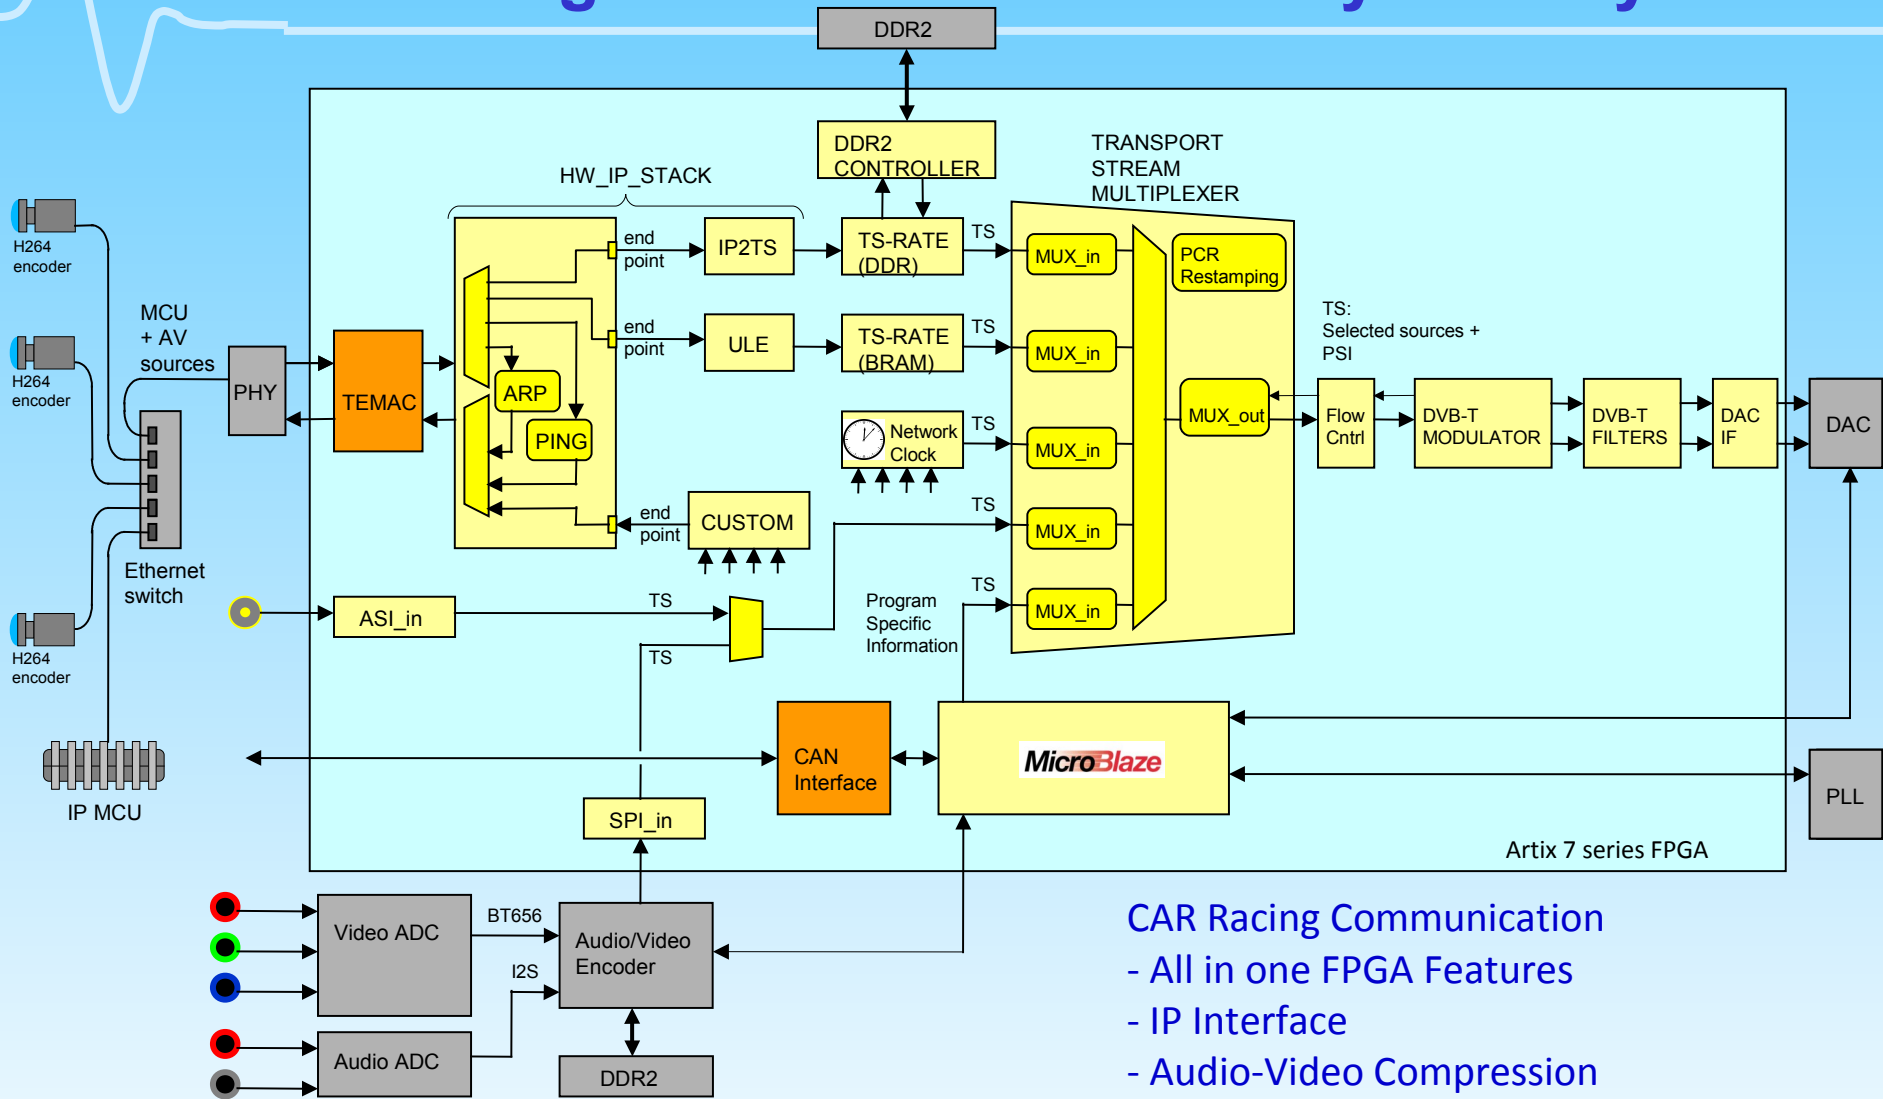 DDR2
DDR2
CONTROLLER
TRANSPORT
STREAM
MULTIPLEXER
HW_IP_STACK
H264
encoder
end
point
IP2TS
TS-RATE
(DDR)
TS
MUX_in
PCR
Restamping
MCU
+ AV
sources
H264
encoder
PHY
TEMAC
end
point
ULE
TS-RATE
(BRAM)
TS
MUX_in
TS:
Selected sources +
PSI
ARP
PING
Network
Clock
TS
MUX_in
MUX_out
Flow
Cntrl
DVB-T
MODULATOR
DVB-T
FILTERS
DAC
IF
DAC
end
point
CUSTOM
TS
MUX_in
Ethernet
switch
ASI_in
TS
TS
Program
Specific
Information
TS
MUX_in
H264
encoder
IP MCU
CAN
Interface
MicroBlaze
PLL
SPI_in
Artix 7 series FPGA
Video ADC
BT656
I2S
Audio/Video
Encoder
Audio ADC
DDR2
CAR Racing Communication
- All in one FPGA Features
- IP Interface
- Audio-Video Compression